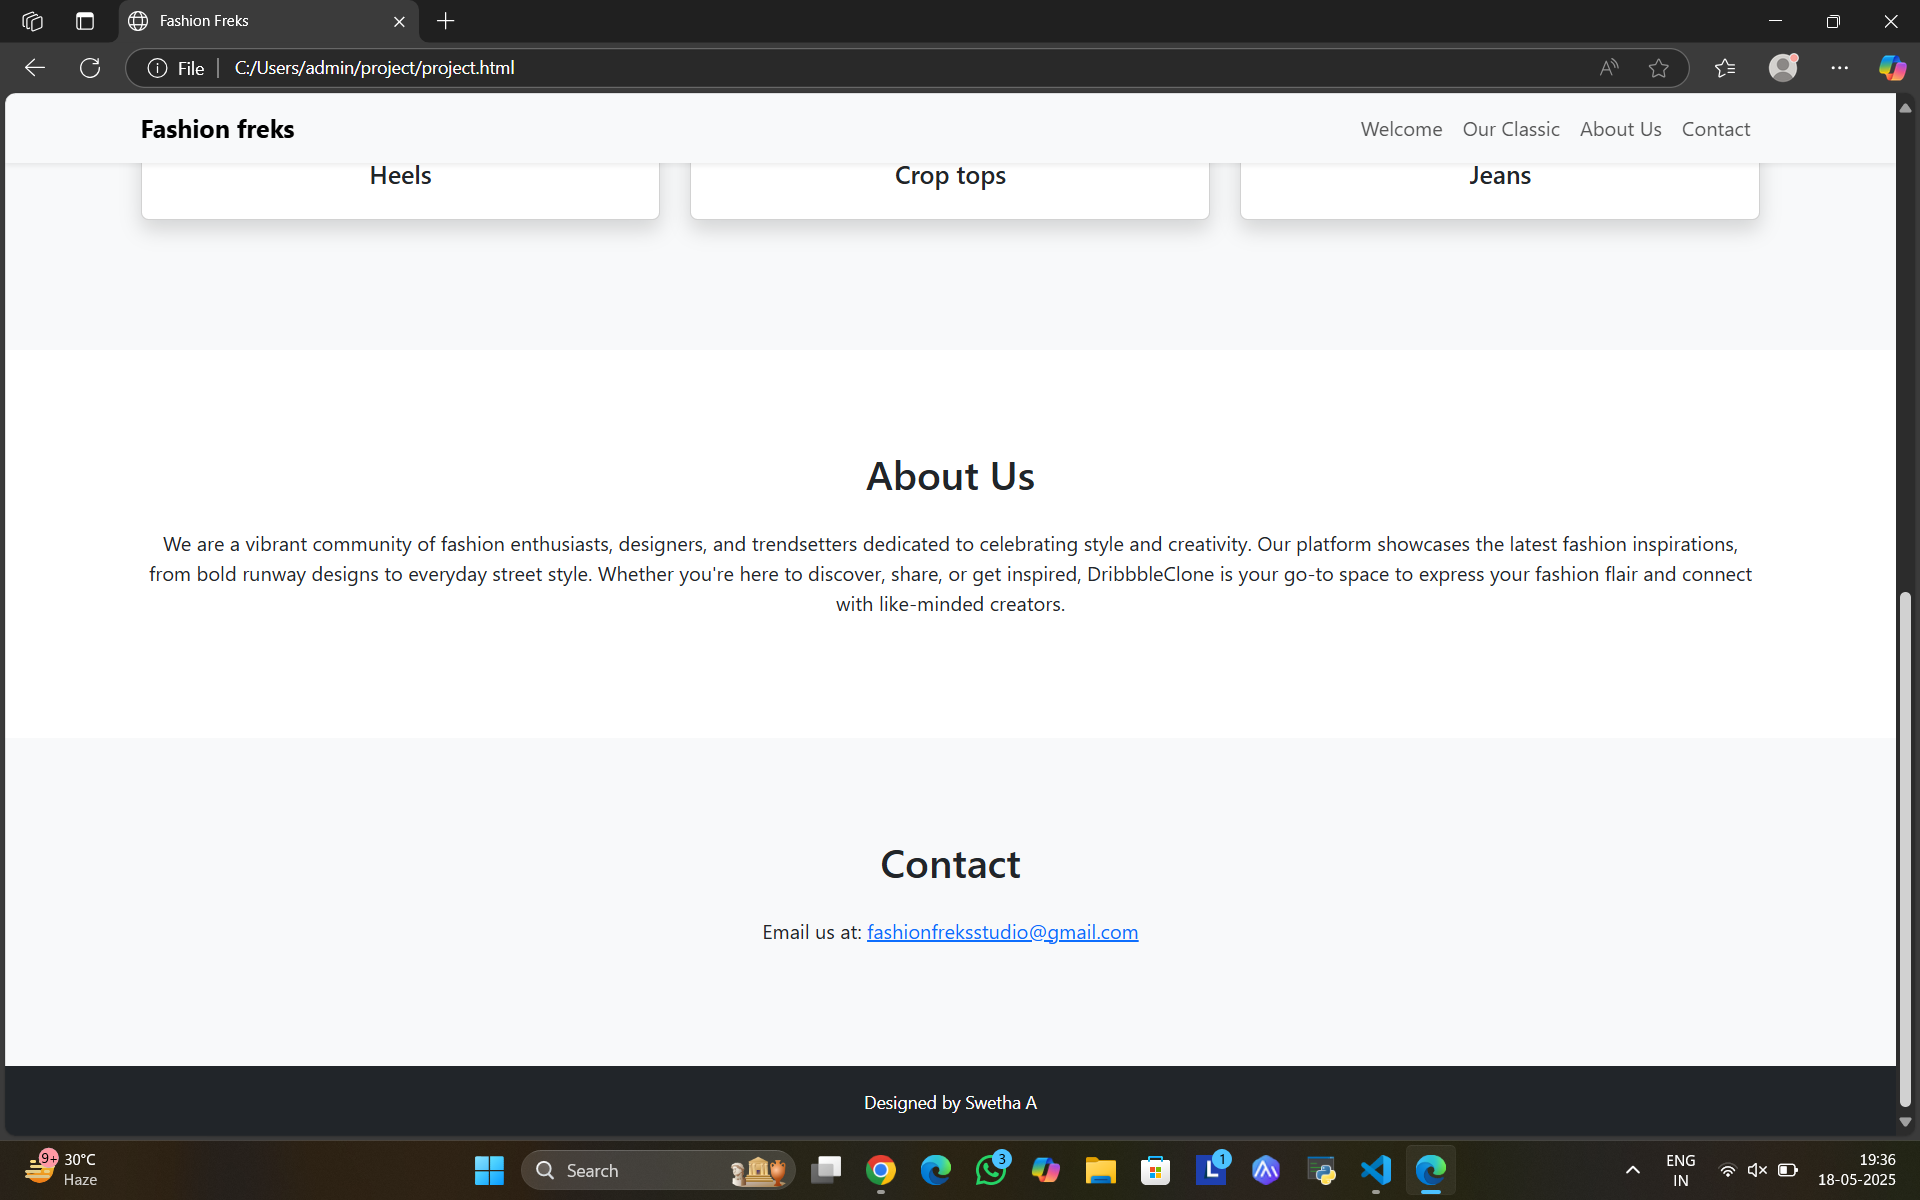 Fashion Freks
File
C:/Users/admin/project/project.html
Fashion freks
Welcome
Our Classic
About Us
Contact
Heels
Crop tops
Jeans
About Us
We are a vibrant community of fashion enthusiasts, designers, and trendsetters dedicated to celebrating style and creativity. Our platform showcases the latest fashion inspirations,
from bold runway designs to everyday street style. Whether you're here to discover, share, or get inspired, DribbbleClone is your go-to space to express your fashion flair and connect
with like-minded creators.
Contact
Email us at: fashionfreksstudio@gmail.com
Designed by Swetha A
9+
30°C
Haze
Search
3
L
1
ENG
IN
19:36
18-05-2025